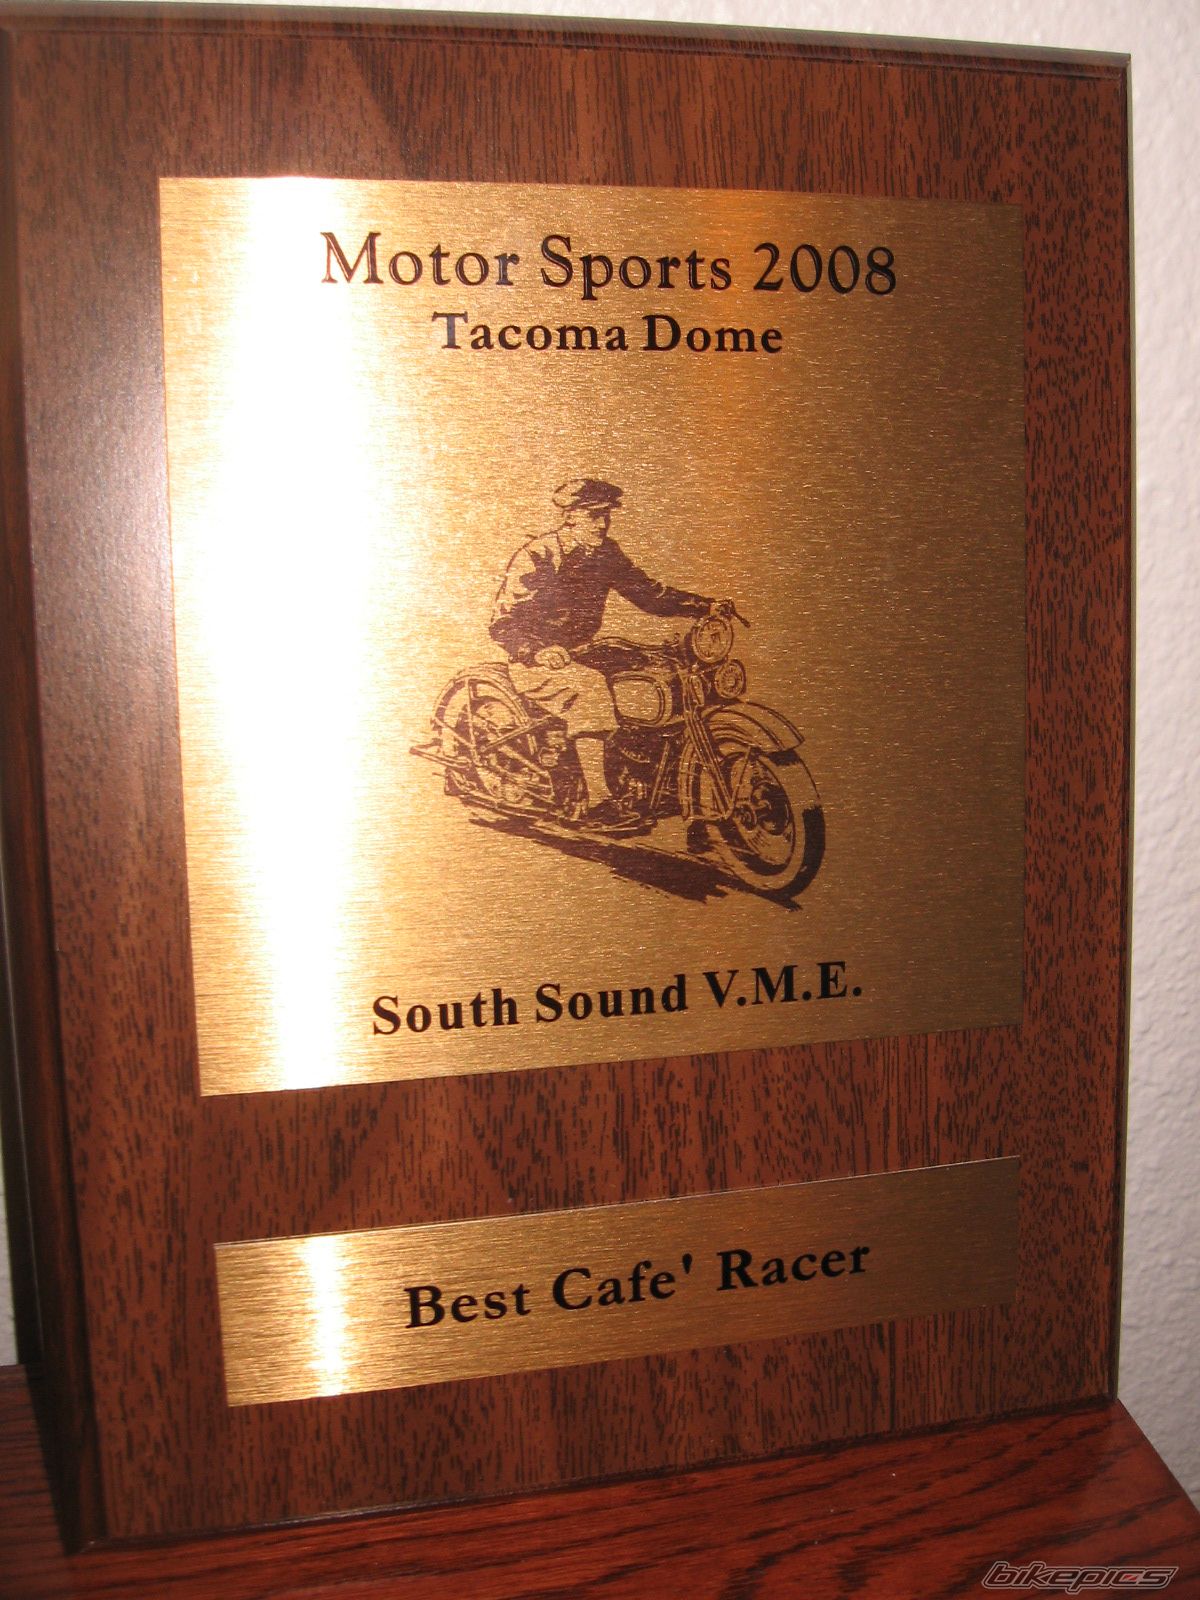 Motor Sports 2008
Tacoma Dome
South Sound V.M.E.
Best Cafe' Racer
bikepics